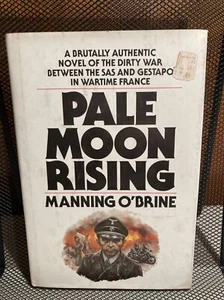 A BRUTALLY AUTHENTIC
NOVEL OF THE DIRTY WAR
BETWEEN THE SAS AND GESTAPO
IN WARTIME FRANCE
PALE
MOON
RISING
MANNING O'BRINE